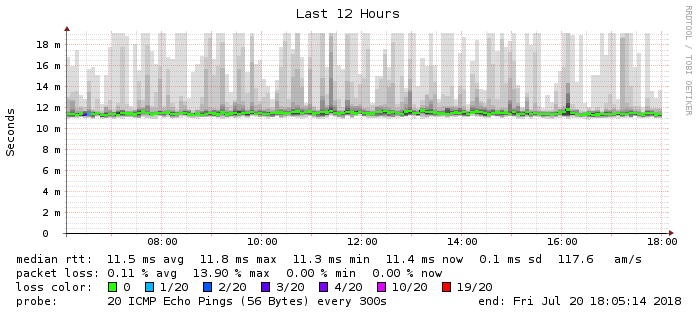 Last 12 Hours
RRDTOOL / TOBI OETIKER
Seconds
18 m
16 m
14 m
12 m
10 m
8 m
6 m
4 m
2 m
0
08:00 10:00 12:00 14:00 16:00 18:00
median rtt: 11.5 ms avg 11.8 ms max 11.3 ms min 11.4 ms now 0.1 ms sd 117.6 am/s
packet loss: 0.11 % avg 13.90 % max 0.00 % min 0.00 % now
loss color: 0 1/20 2/20 3/20 4/20 10/20 19/20
probe: 20 ICMP Echo Pings (56 Bytes) every 300s end: Fri Jul 20 18:05:14 2018